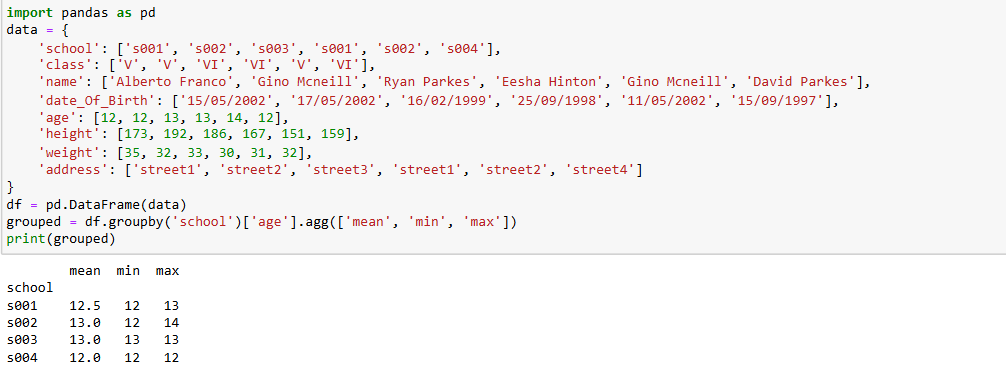 import pandas as pd
data = {
    'school': ['s001', 's002', 's003', 's001', 's002', 's004'],
    'class': ['V', 'V', 'VI', 'VI', 'V', 'VI'],
    'name': ['Alberto Franco', 'Gino Mcneill', 'Ryan Parkes', 'Eesha Hinton', 'Gino Mcneill', 'David Parkes'],
    'date_Of_Birth': ['15/05/2002', '17/05/2002', '16/02/1999', '25/09/1998', '11/05/2002', '15/09/1997'],
    'age': [12, 12, 13, 13, 14, 12],
    'height': [173, 192, 186, 167, 151, 159],
    'weight': [35, 32, 33, 30, 31, 32],
    'address': ['street1', 'street2', 'street3', 'street1', 'street2', 'street4']
}
df = pd.DataFrame(data)
grouped = df.groupby('school')['age'].agg(['mean', 'min', 'max'])
print(grouped)
        mean  min  max
school
s001    12.5   12   13
s002    13.0   12   14
s003    13.0   13   13
s004    12.0   12   12